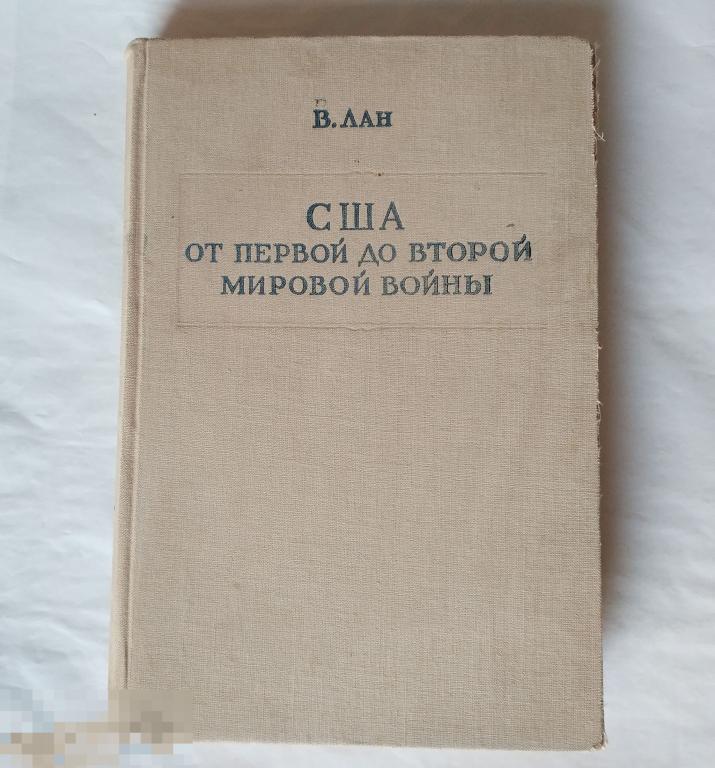 В. ЛАН
США
ОТ ПЕРВОЙ ДО ВТОРОЙ
МИРОВОЙ ВОЙНЫ